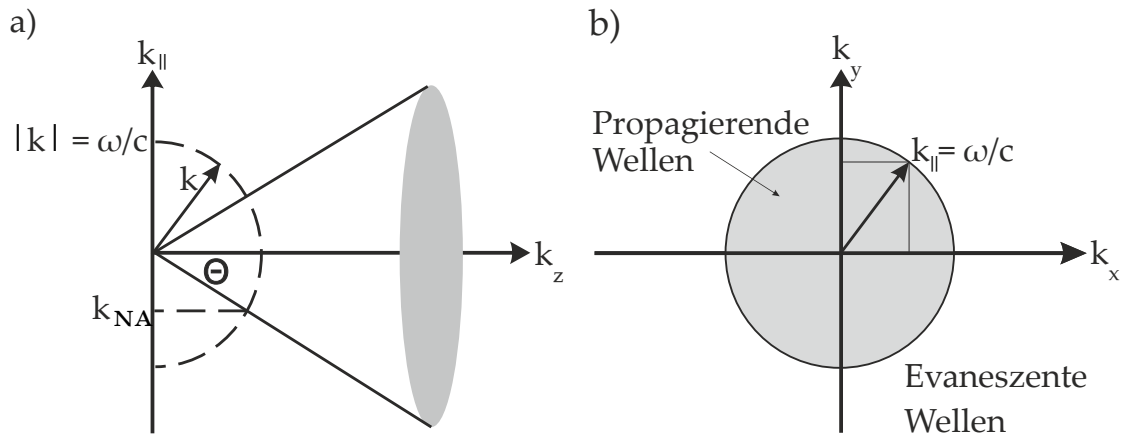 a)
k||
|k| = ω/c
k
Θ
k_z
k_NA
b)
k_y
Propagierende
Wellen
k|| = ω/c
k_x
Evaneszente
Wellen